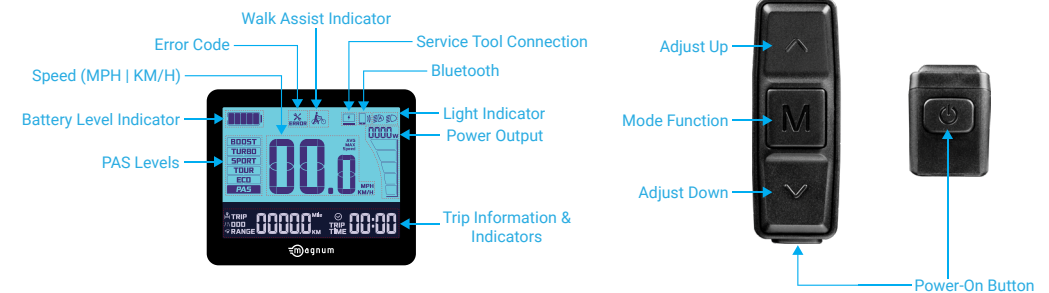 Walk Assist Indicator
Error Code
Service Tool Connection
Speed (MPH | KM/H)
Bluetooth
Battery Level Indicator
Light Indicator
Power Output
PAS Levels
Trip Information &
Indicators
ERROR
0000w
BOOST
TURBO
SPORT
TOUR
ECO
PAS
AVG
MAX
Speed
00.0
MPH
KM/H
TRIP
ODO
RANGE
00000
Mile
KM
TRIP
TIME
00:00
magnum
Adjust Up
Mode Function
M
Adjust Down
Power-On Button